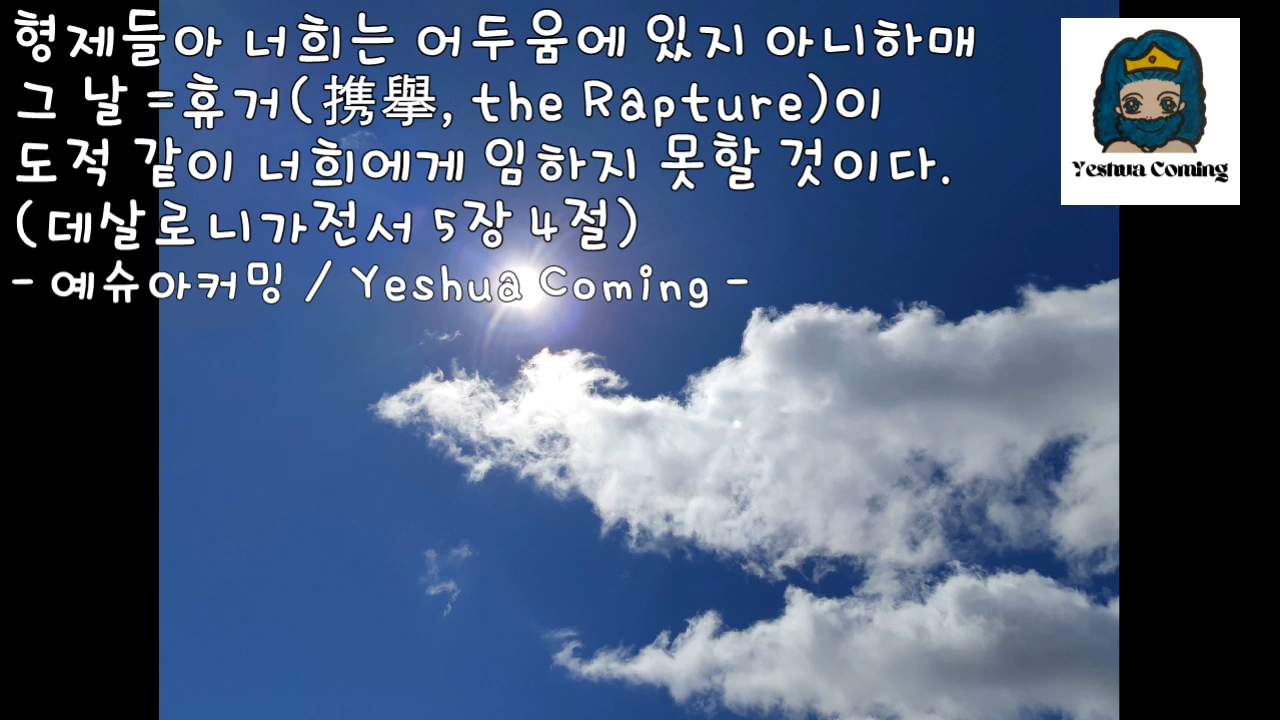 형제들아 너희는 어두움에 있지 아니하매
그 날 =휴거(携擧, the Rapture)이
도적 같이 너희에게 임하지 못할 것이다.
(데살로니가전서 5장 4절)
- 예슈아커밍 / Yeshua Coming -
Yeshua Coming